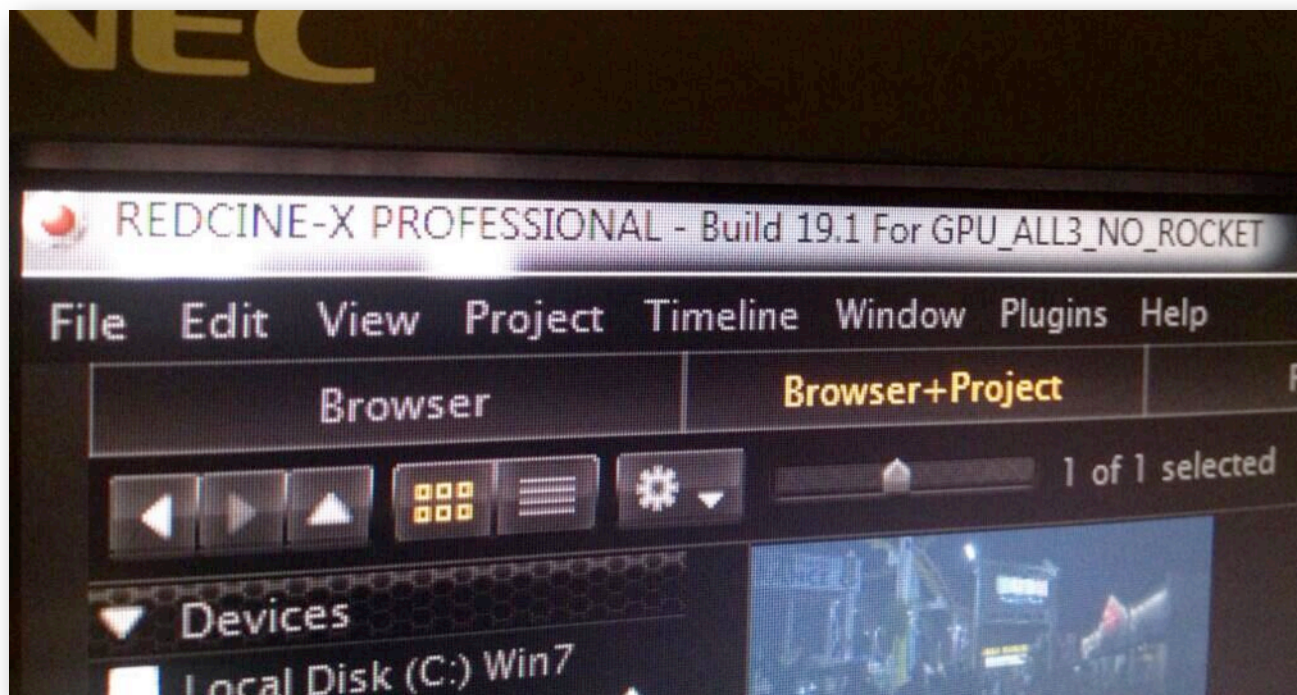 NEC
REDCINE-X PROFESSIONAL - Build 19.1 For GPU_ALL3_NO_ROCKET
File Edit View Project Timeline Window Plugins Help
Browser Browser+Project
1 of 1 selected
Devices
Local Disk (C:) Win7